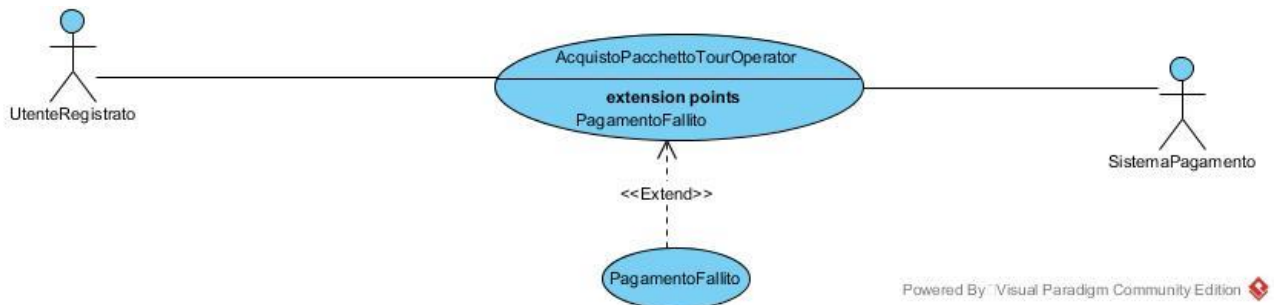 AcquistoPacchettoTourOperator
extension points
PagamentoFallito
UtenteRegistrato
SistemaPagamento
<<Extend>>
PagamentoFallito
Powered By Visual Paradigm Community Edition